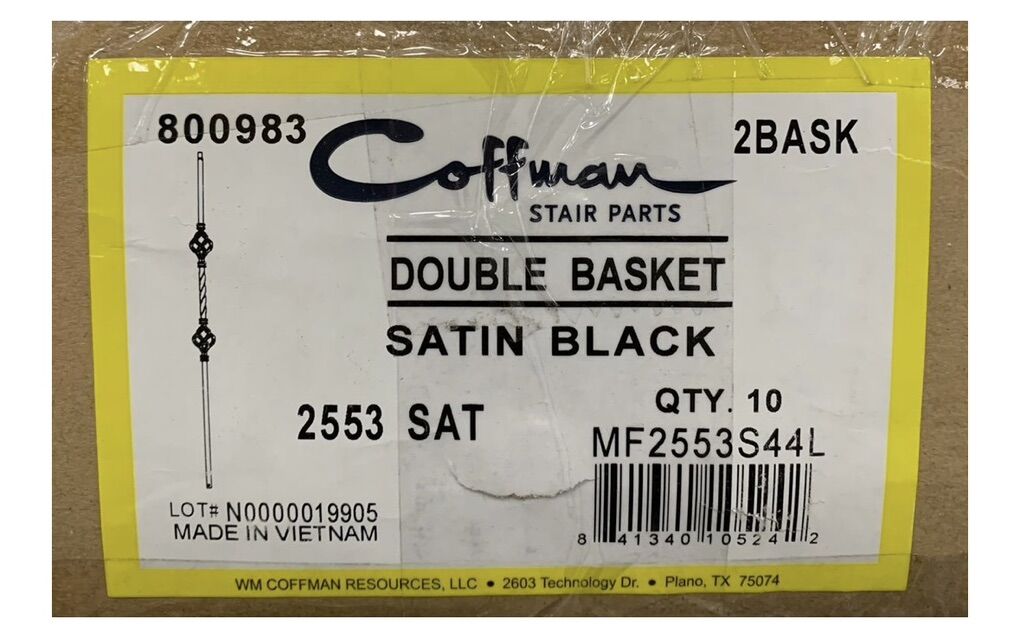 800983
Coffman
2BASK
STAIR PARTS
DOUBLE BASKET
SATIN BLACK
QTY. 10
2553 SAT
MF2553S44L
LOT# N0000019905
MADE IN VIETNAM
8 41340 10524 2
WM COFFMAN RESOURCES, LLC • 2603 Technology Dr. • Plano, TX 75074